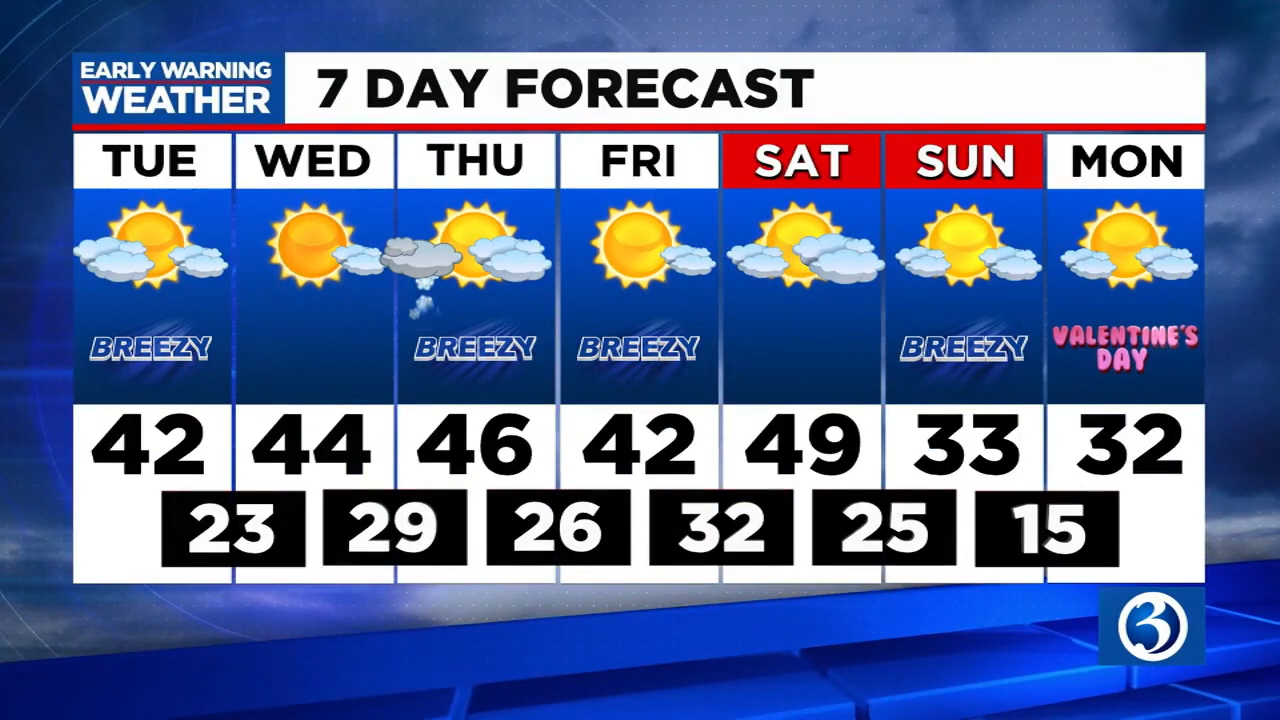 EARLY WARNING
WEATHER
7 DAY FORECAST
TUE WED THU FRI SAT SUN MON
BREEZY BREEZY BREEZY BREEZY VALENTINE'S
DAY
42 44 46 42 49 33 32
23 29 26 32 25 15
3